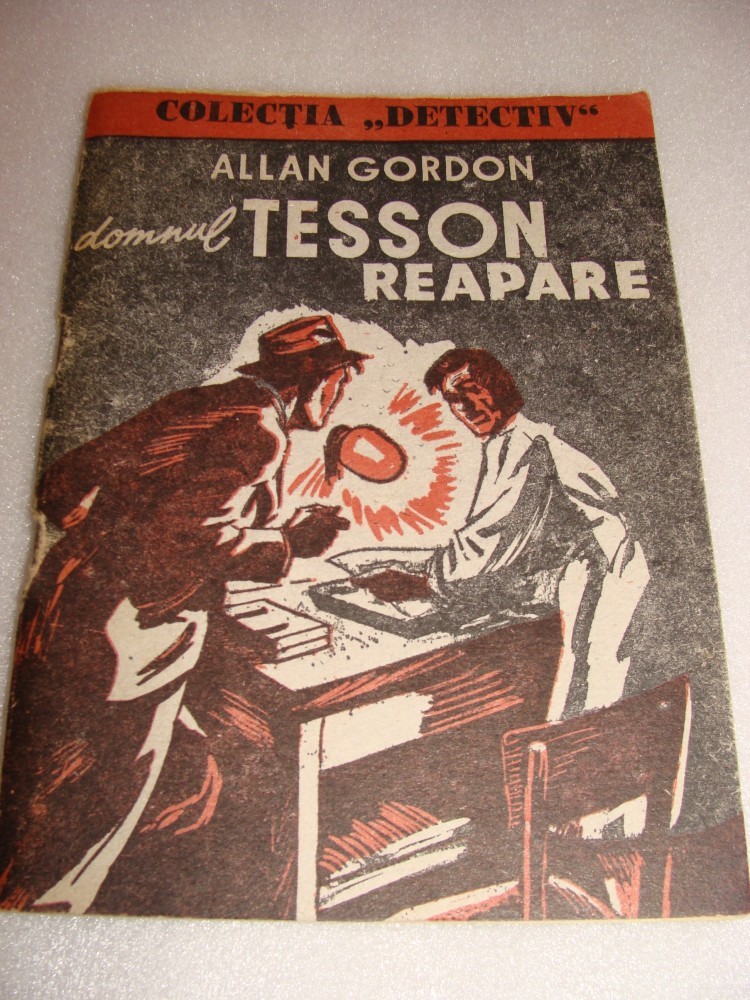 COLECȚIA „DETECTIV“
ALLAN GORDON
domnul TESSON
REAPARE